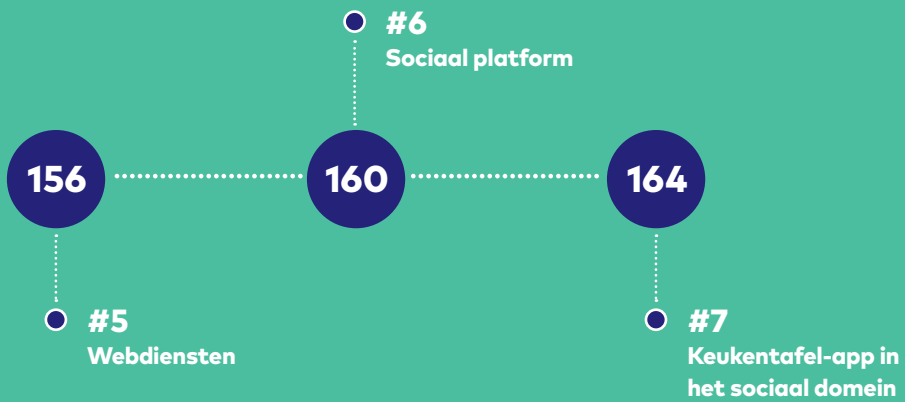 #6
Sociaal platform
156
160
164
#5
Webdiensten
#7
Keukentafel-app in
het sociaal domein